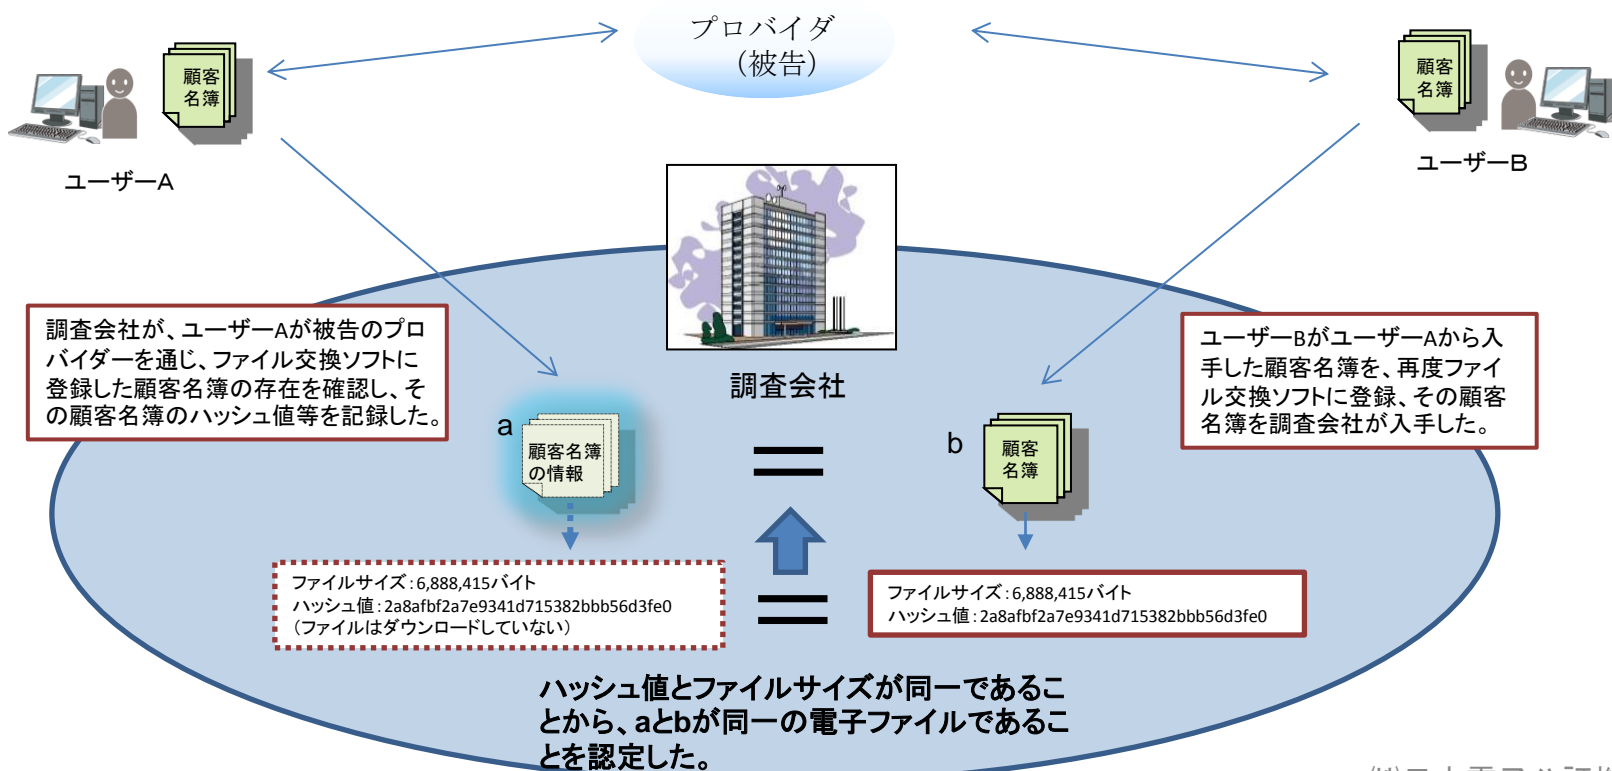 プロバイダ
（被告）
顧客
名簿
ユーザーA
顧客
名簿
ユーザーB
調査会社
調査会社が、ユーザーAが被告のプロ
バイダーを通じ、ファイル交換ソフトに
登録した顧客名簿の存在を確認し、そ
の顧客名簿のハッシュ値等を記録した。
ユーザーBがユーザーAから入
手した顧客名簿を、再度ファイ
ル交換ソフトに登録、その顧客
名簿を調査会社が入手した。
a
顧客名簿
の情報
＝
b
顧客
名簿
ファイルサイズ：6,888,415バイト
ハッシュ値：2a8afbf2a7e9341d715382bbb56d3fe0
（ファイルはダウンロードしていない）
＝
ファイルサイズ：6,888,415バイト
ハッシュ値：2a8afbf2a7e9341d715382bbb56d3fe0
ハッシュ値とファイルサイズが同一であるこ
とから、aとbが同一の電子ファイルであるこ
とを認定した。